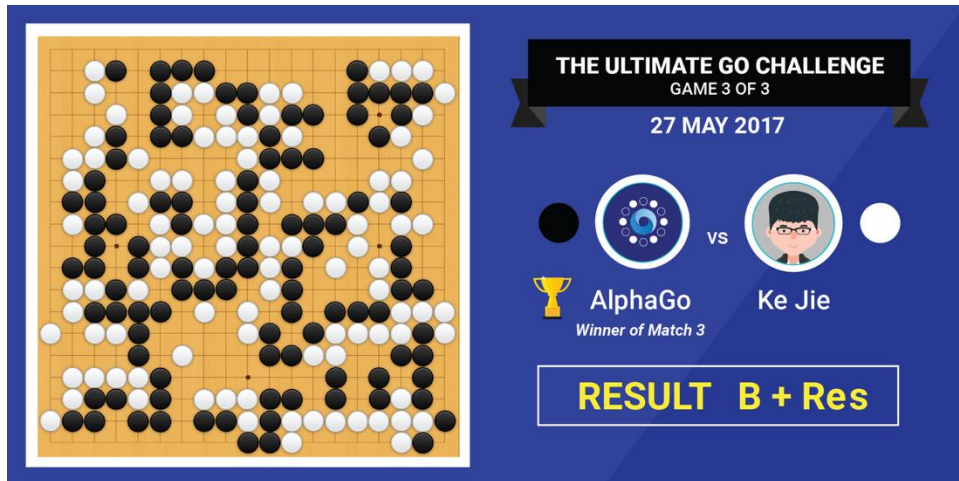 THE ULTIMATE GO CHALLENGE
GAME 3 OF 3
27 MAY 2017
vs
AlphaGo
Ke Jie
Winner of Match 3
RESULT B + Res